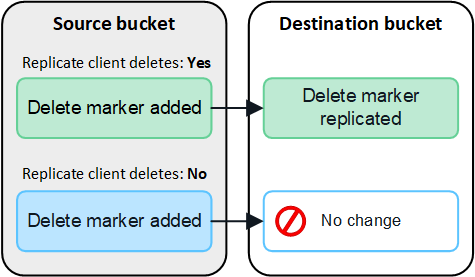 Source bucket
Destination bucket
Replicate client deletes: Yes
Delete marker added
Delete marker
replicated
Replicate client deletes: No
Delete marker added
No change